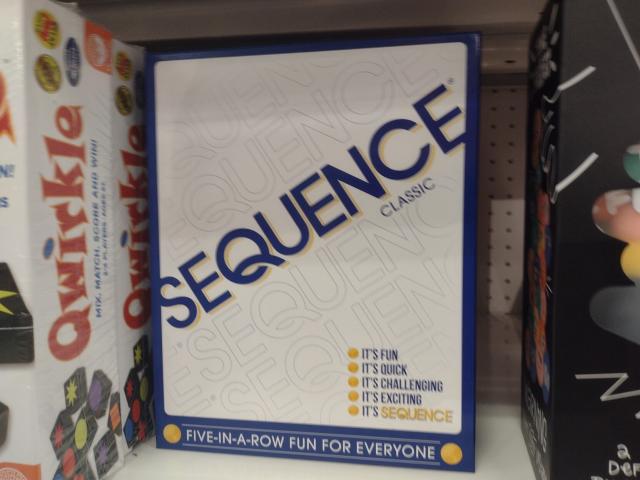 SEQUENCE
CLASSIC
IT'S FUN
IT'S QUICK
IT'S CHALLENGING
IT'S EXCITING
IT'S SEQUENCE
FIVE-IN-A-ROW FUN FOR EVERYONE
Qwirkle
MIX, MATCH, SCORE AND WIN!
Qwirkle
2